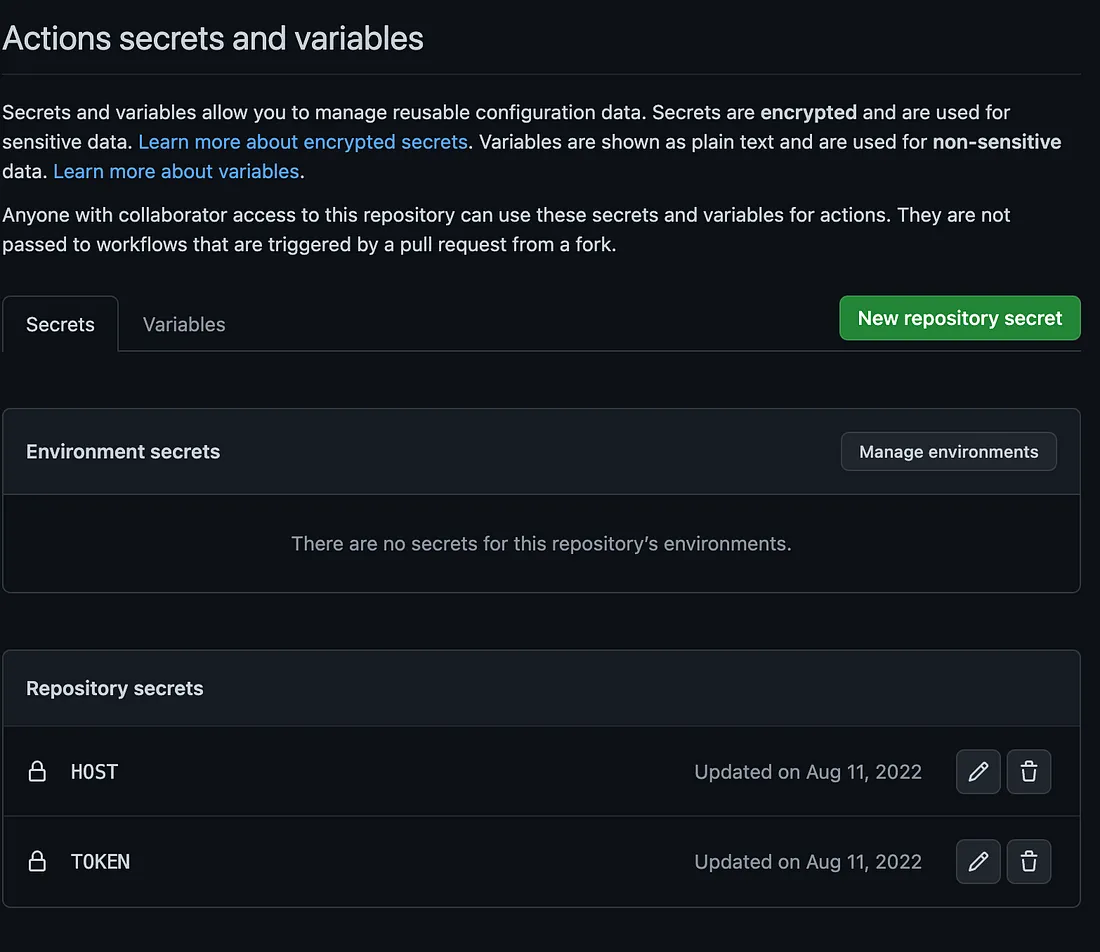 Actions secrets and variables
Secrets and variables allow you to manage reusable configuration data. Secrets are encrypted and are used for
sensitive data. Learn more about encrypted secrets. Variables are shown as plain text and are used for non-sensitive
data. Learn more about variables.
Anyone with collaborator access to this repository can use these secrets and variables for actions. They are not
passed to workflows that are triggered by a pull request from a fork.
Secrets Variables New repository secret
Environment secrets Manage environments
There are no secrets for this repository’s environments.
Repository secrets
HOST Updated on Aug 11, 2022
TOKEN Updated on Aug 11, 2022